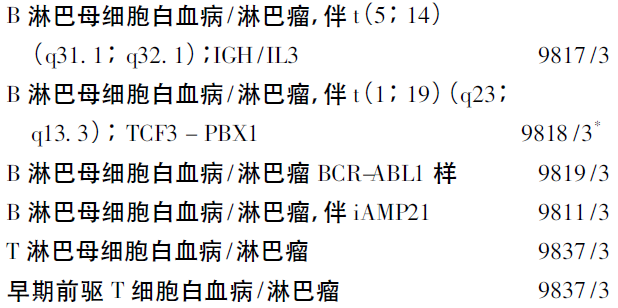 B 淋巴母细胞白血病/淋巴瘤,伴 t(5; 14)
(q31. 1; q32. 1);IGH/IL3 9817/3
B 淋巴母细胞白血病/淋巴瘤,伴 t(1; 19) (q23;
q13. 3); TCF3 – PBX1 9818/3*
B 淋巴母细胞白血病/淋巴瘤 BCR–ABL1 样 9819/3
B 淋巴母细胞白血病/淋巴瘤,伴 iAMP21 9811/3
T 淋巴母细胞白血病/淋巴瘤 9837/3
早期前驱 T 细胞白血病/淋巴瘤 9837/3